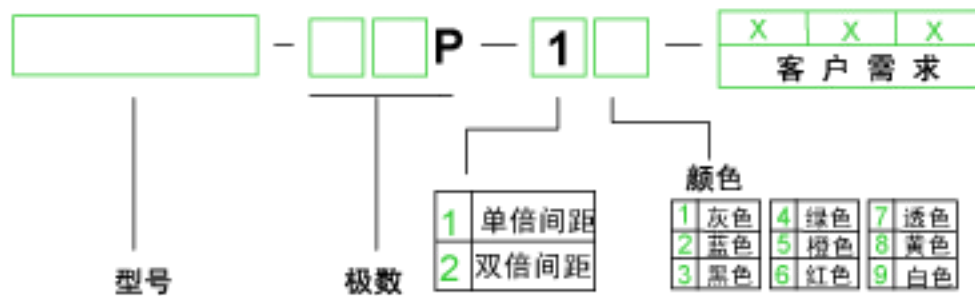 P — 1 — X X X
客户需求
颜色
1 单倍间距
2 双倍间距
1 灰色 4 绿色 7 透色
2 蓝色 5 橙色 8 黄色
3 黑色 6 红色 9 白色
型号 极数